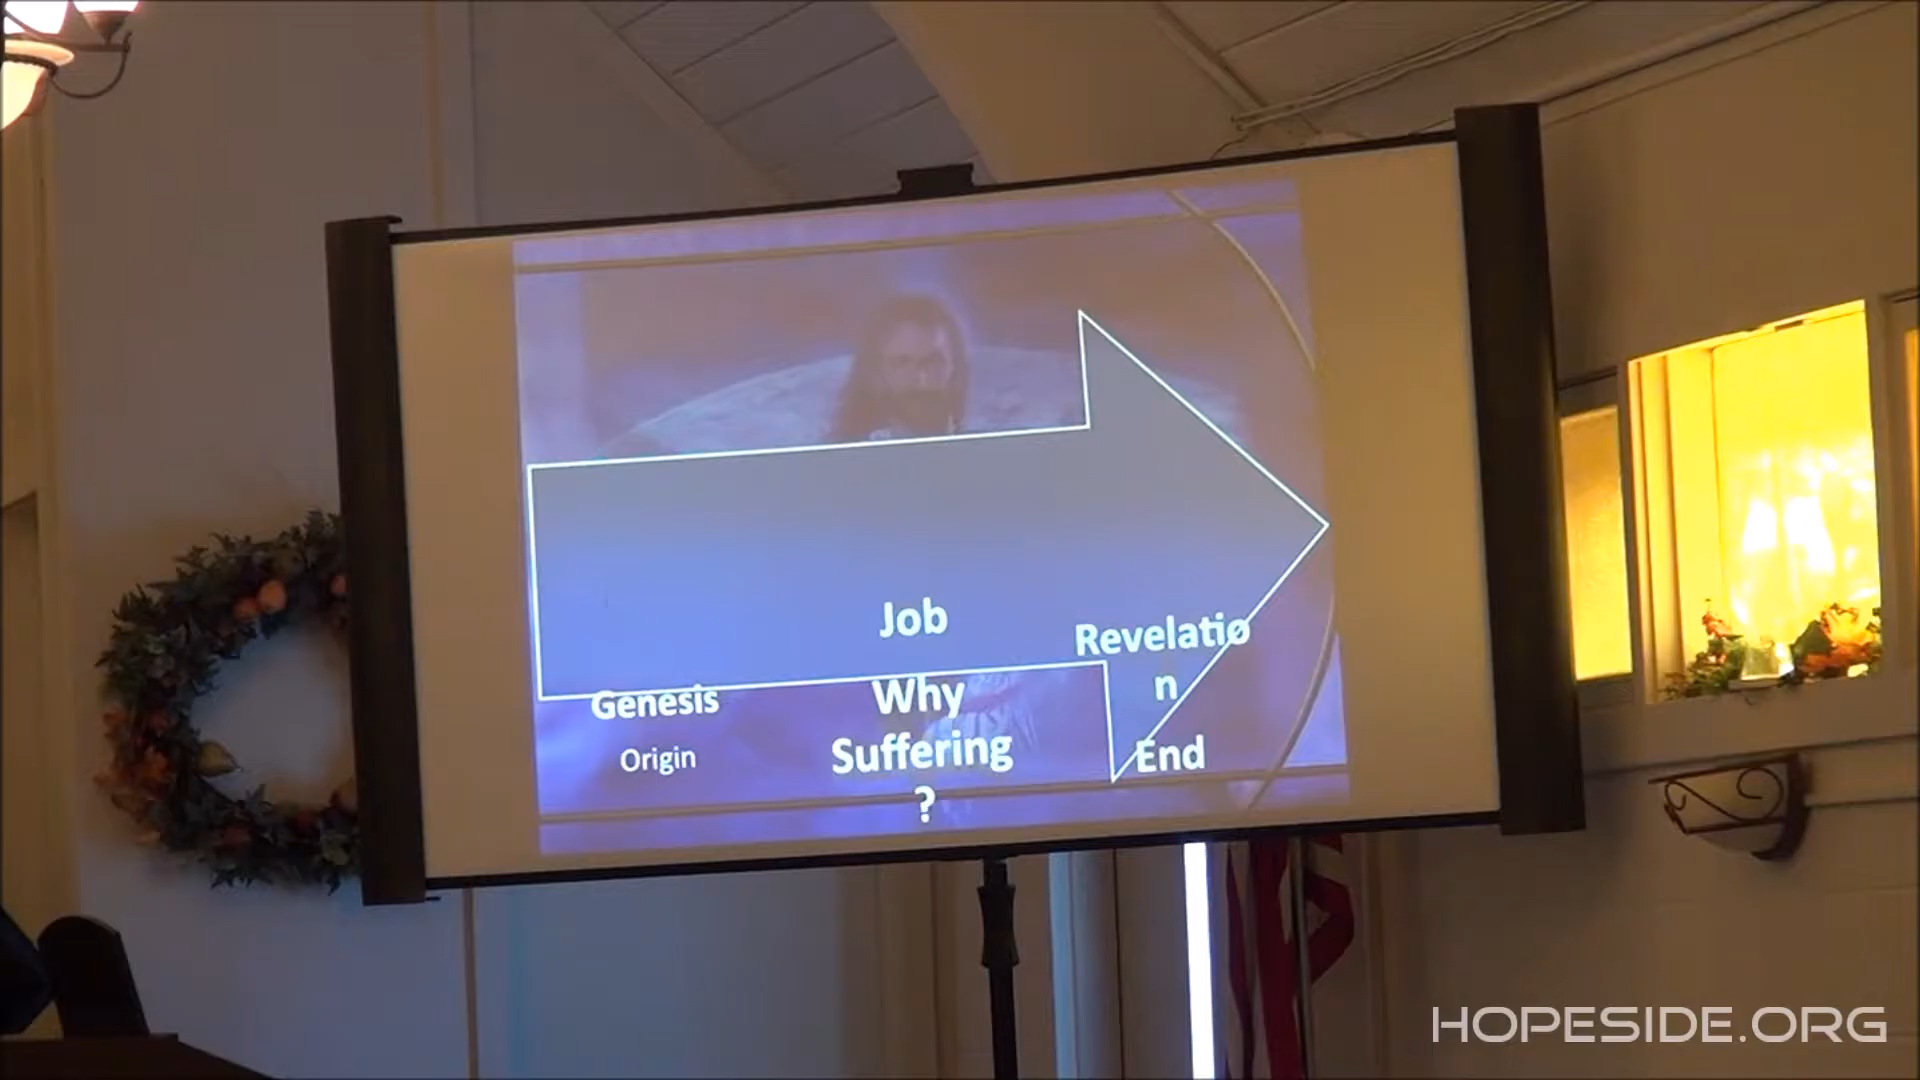 Genesis
Origin
Job
Why
Suffering
?
Revelatio
n
End
HOPESIDE.ORG